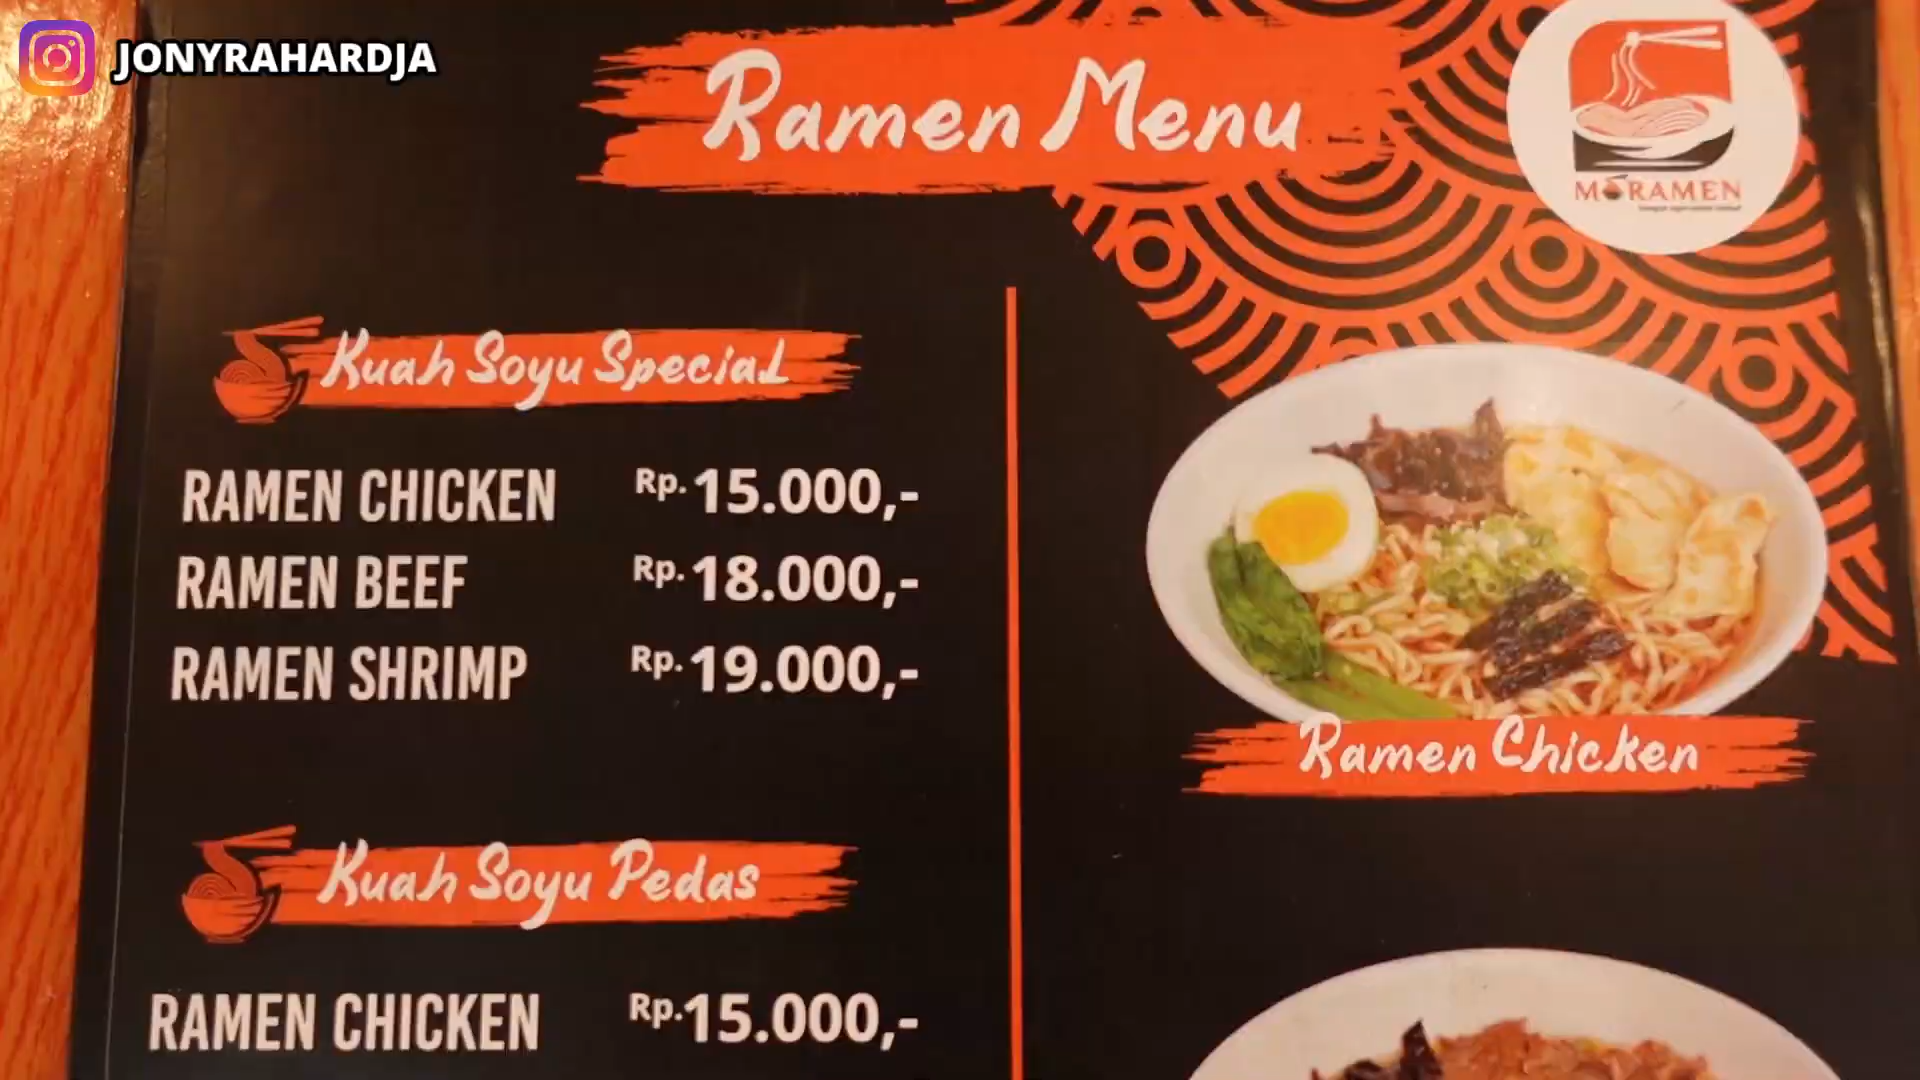 JONYRAHARDJA
Ramen Menu
MORAMEN
Kuah Soyu Special
RAMEN CHICKEN Rp. 15.000,-
RAMEN BEEF Rp. 18.000,-
RAMEN SHRIMP Rp. 19.000,-
Ramen Chicken
Kuah Soyu Pedas
RAMEN CHICKEN Rp. 15.000,-